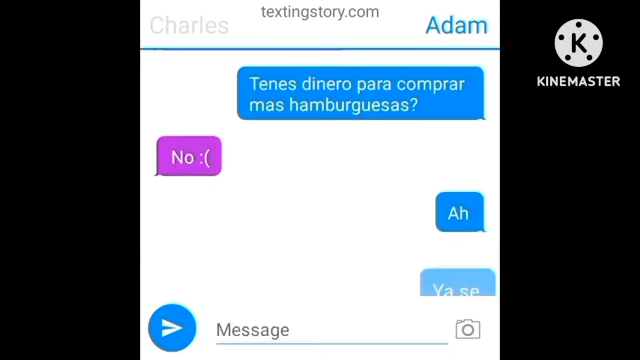 textingstory.com
Charles
Adam
KINEMASTER
Tenes dinero para comprar
mas hamburguesas?
No :(
Ah
Ya se
Message